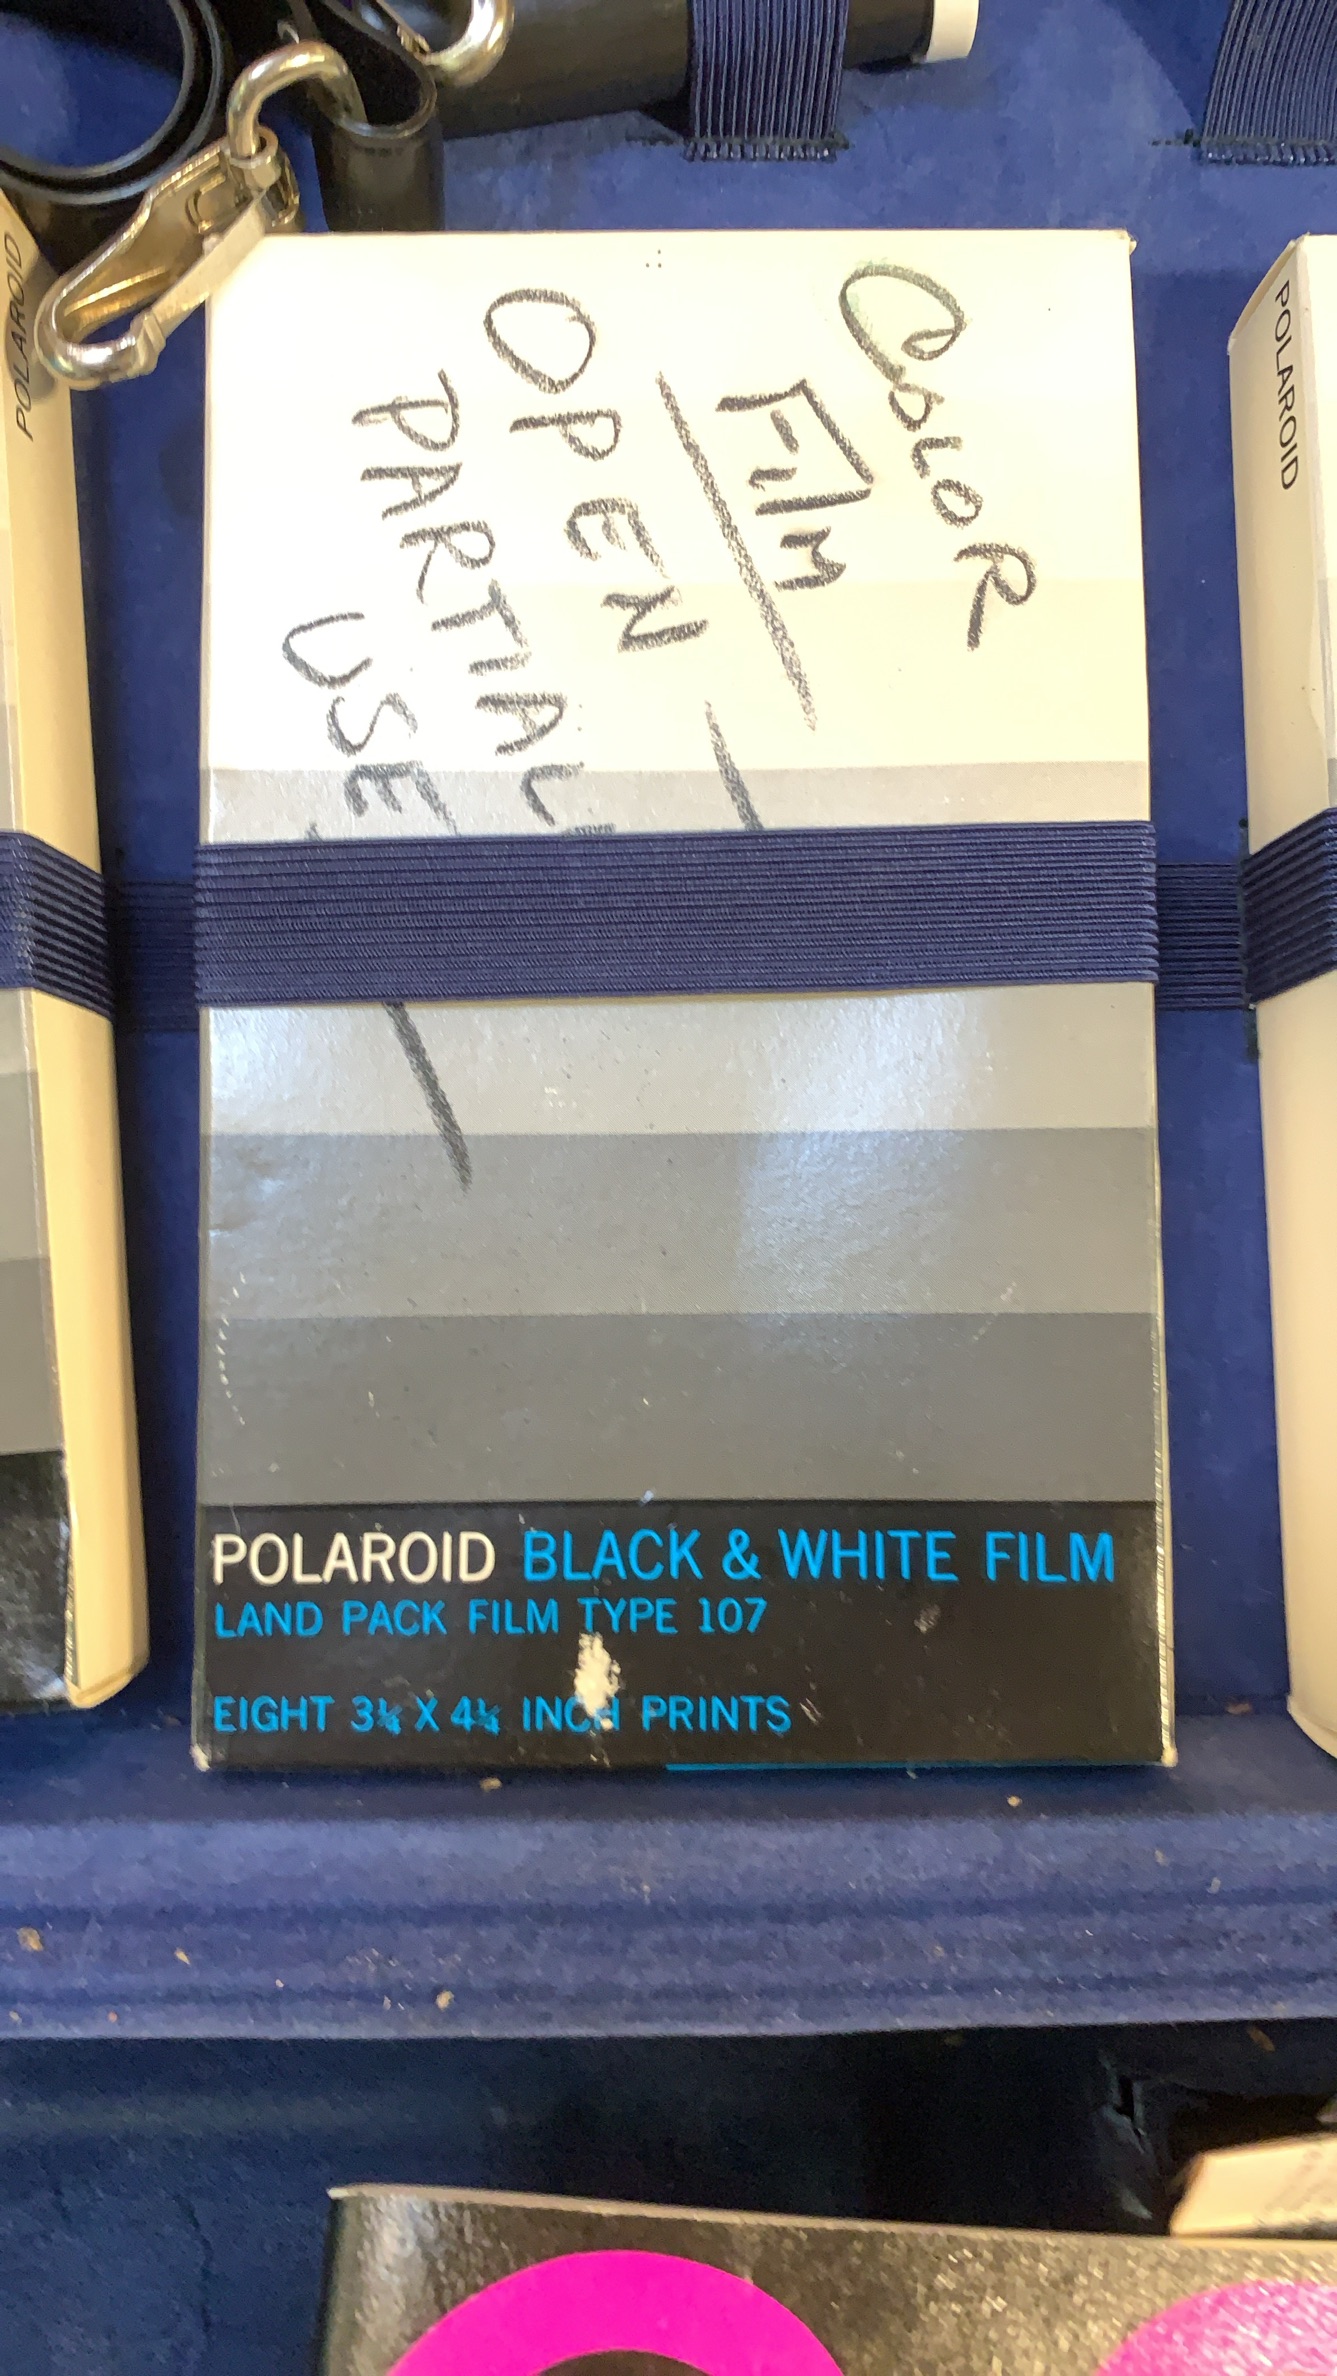 COLOR
FILM
OPEN
PARTIAL
USE
POLAROID BLACK & WHITE FILM
LAND PACK FILM TYPE 107
EIGHT 3¼ X 4¼ INCH PRINTS
POLAROID
POLAROID